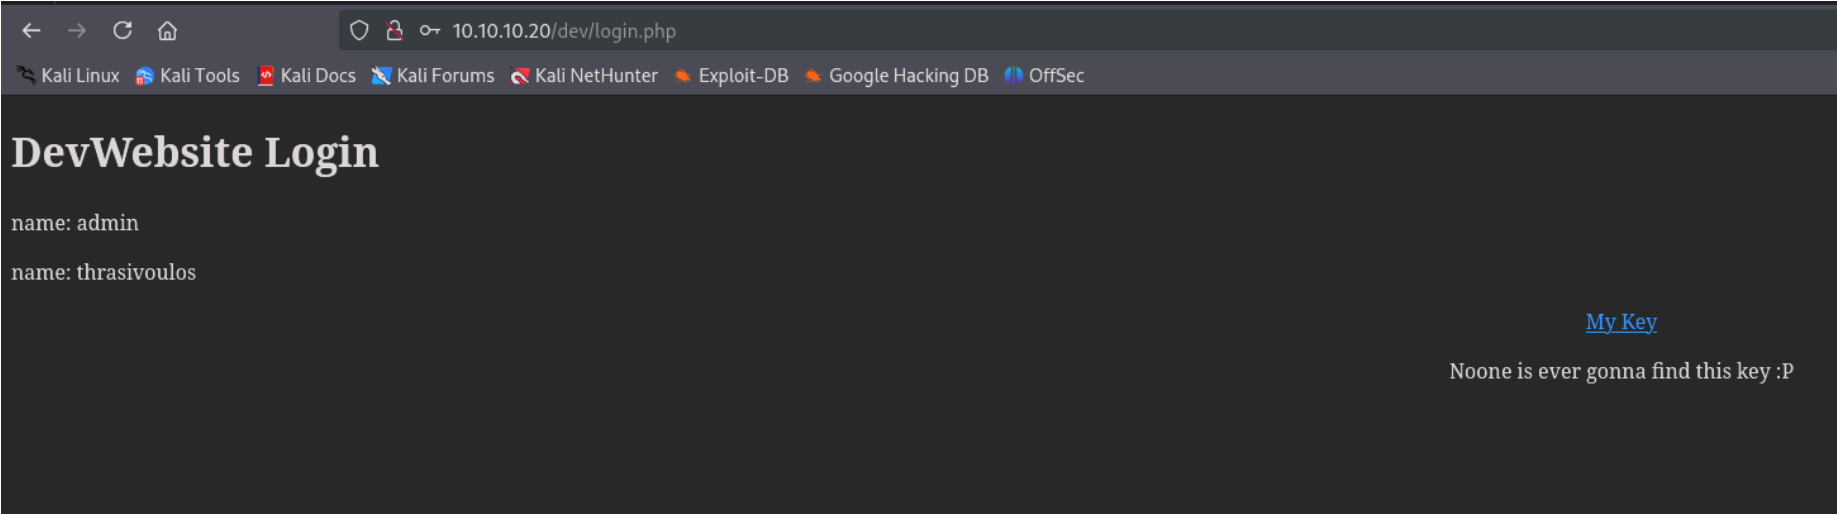 10.10.10.20/dev/login.php
Kali Linux Kali Tools Kali Docs Kali Forums Kali NetHunter Exploit-DB Google Hacking DB OffSec
DevWebsite Login
name: admin
name: thrasivoulos
My Key
Noone is ever gonna find this key :P